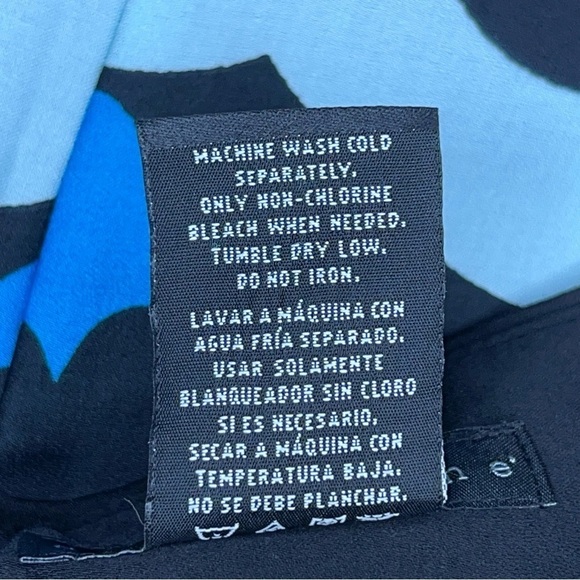 MACHINE WASH COLD
SEPARATELY.
ONLY NON-CHLORINE
BLEACH WHEN NEEDED.
TUMBLE DRY LOW.
DO NOT IRON.
LAVAR A MÁQUINA CON
AGUA FRÍA SEPARADO.
USAR SOLAMENTE
BLANQUEADOR SIN CLORO
SI ES NECESARIO.
SECAR A MÁQUINA CON
TEMPERATURA BAJA.
NO SE DEBE PLANCHAR.